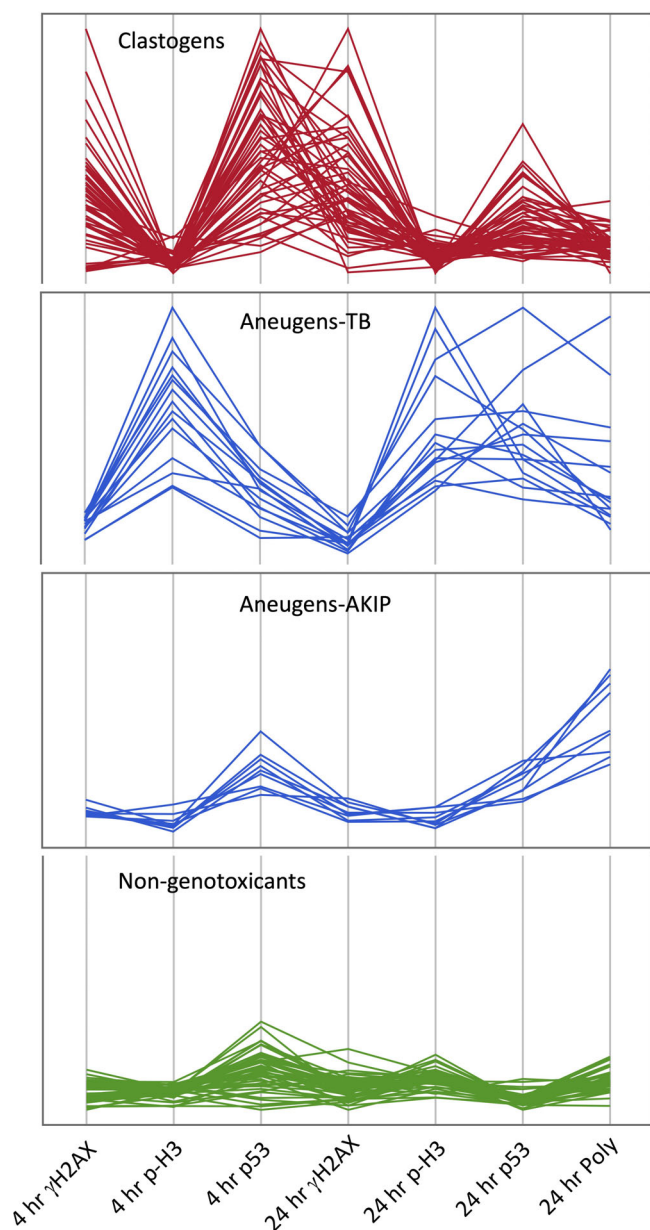 Clastogens
Aneugens-TB
Aneugens-AKIP
Non-genotoxicants
4 hr γH2AX
4 hr p-H3
4 hr p53
24 hr γH2AX
24 hr p-H3
24 hr p53
24 hr Poly